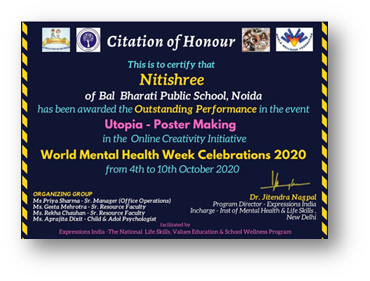 Citation of Honour
This is to certify that
Nitishree
of Bal Bharati Public School, Noida
has been awarded the Outstanding Performance in the event
Utopia - Poster Making
in the Online Creativity Initiative
World Mental Health Week Celebrations 2020
from 4th to 10th October 2020
ORGANIZING GROUP
Ms Priya Sharma - Sr. Manager (Office Operations)
Ms. Geeta Mehrotra - Sr. Resource Faculty
Ms. Rekha Chauhan - Sr. Resource Faculty
Ms. Aprajita Dixit - Child & Adol Psychologist
Dr. Jitendra Nagpal
Program Director - Expressions India
Incharge - Inst of Mental Health & Life Skills,
New Delhi
facilitated by
Expressions India -The National Life Skills, Values Education & School Wellness Program